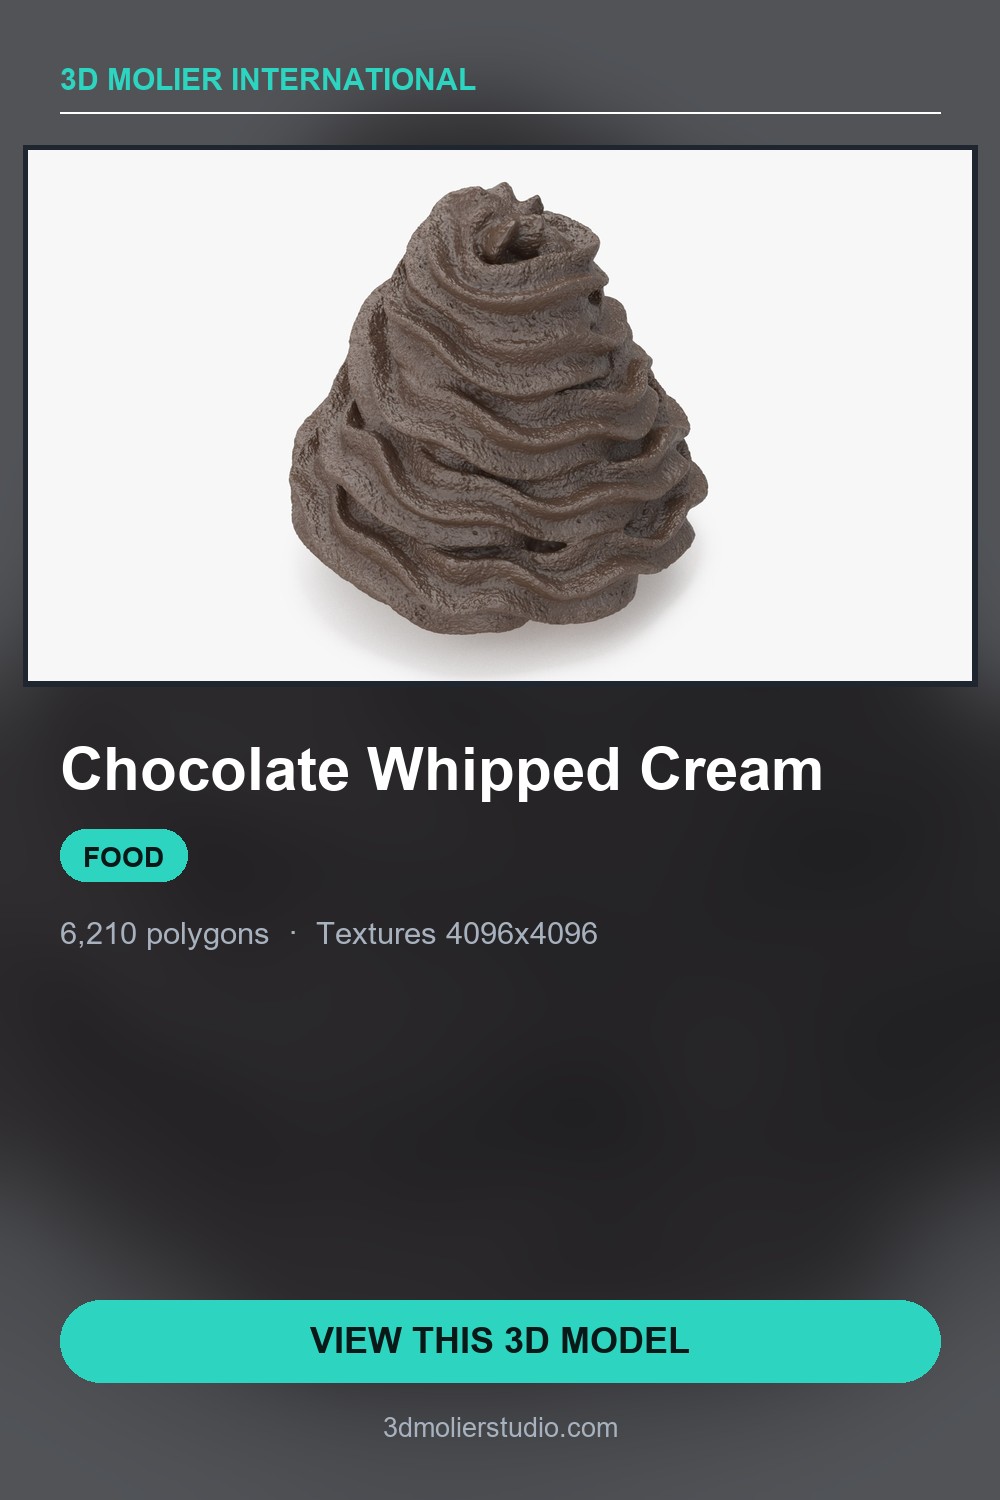 3D MOLIER INTERNATIONAL
Chocolate Whipped Cream
FOOD
6,210 polygons · Textures 4096x4096
VIEW THIS 3D MODEL
3dmolierstudio.com